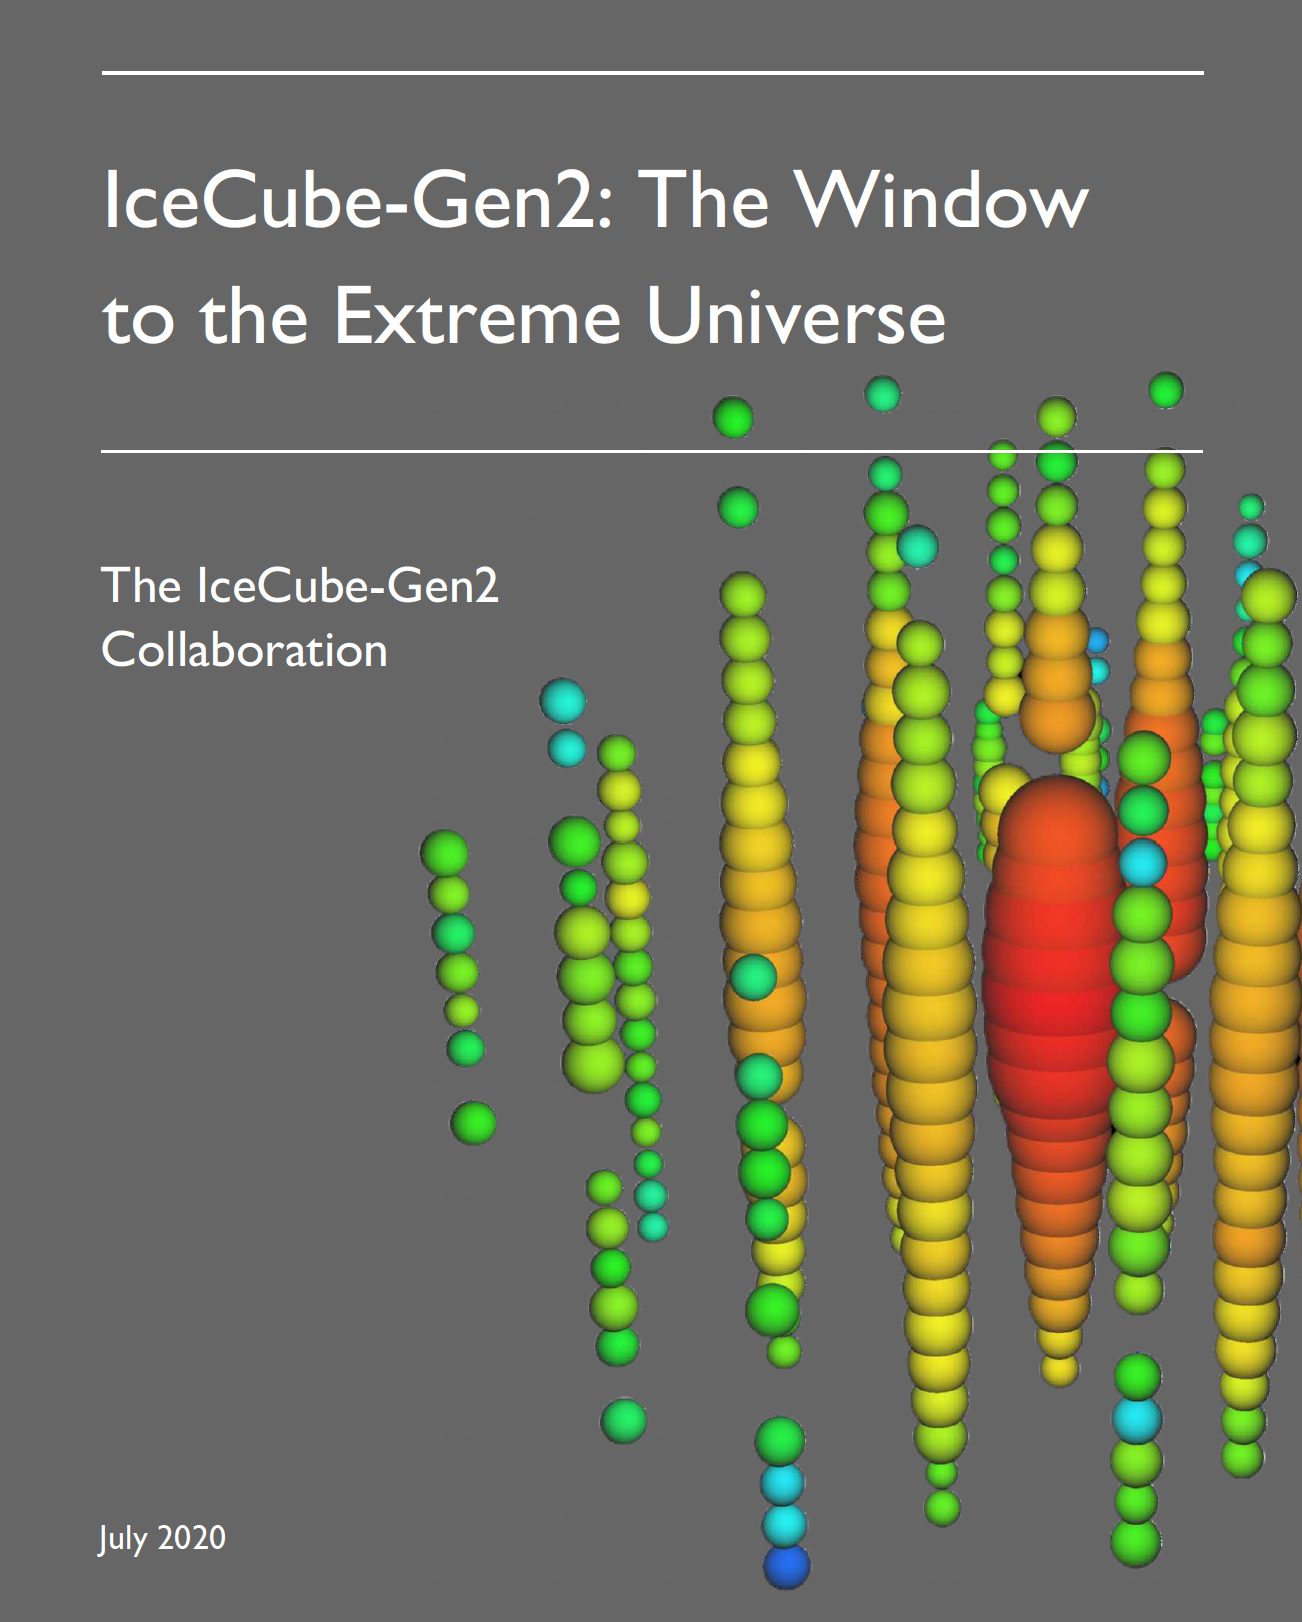 IceCube-Gen2: The Window
to the Extreme Universe
The IceCube-Gen2
Collaboration
July 2020